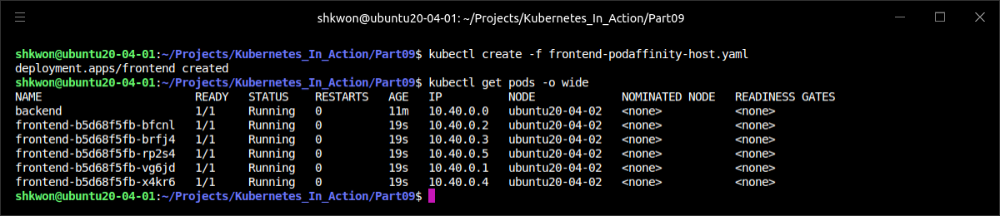 shkwon@ubuntu20-04-01: ~/Projects/Kubernetes_In_Action/Part09
shkwon@ubuntu20-04-01:~/Projects/Kubernetes_In_Action/Part09$ kubectl create -f frontend-podaffinity-host.yaml
deployment.apps/frontend created
shkwon@ubuntu20-04-01:~/Projects/Kubernetes_In_Action/Part09$ kubectl get pods -o wide
NAME                       READY   STATUS    RESTARTS   AGE   IP          NODE             NOMINATED NODE   READINESS GATES
backend                    1/1     Running   0          11m   10.40.0.0   ubuntu20-04-02   <none>           <none>
frontend-b5d68f5fb-bfcnl   1/1     Running   0          19s   10.40.0.2   ubuntu20-04-02   <none>           <none>
frontend-b5d68f5fb-brfj4   1/1     Running   0          19s   10.40.0.3   ubuntu20-04-02   <none>           <none>
frontend-b5d68f5fb-rp2s4   1/1     Running   0          19s   10.40.0.5   ubuntu20-04-02   <none>           <none>
frontend-b5d68f5fb-vg6jd   1/1     Running   0          19s   10.40.0.1   ubuntu20-04-02   <none>           <none>
frontend-b5d68f5fb-x4kr6   1/1     Running   0          19s   10.40.0.4   ubuntu20-04-02   <none>           <none>
shkwon@ubuntu20-04-01:~/Projects/Kubernetes_In_Action/Part09$